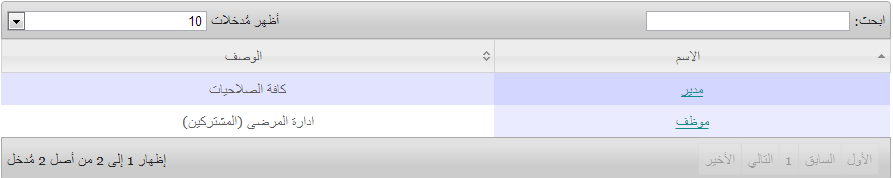 ابحث: أظهر مُدخلات 10
الاسم الوصف
مدير كافة الصلاحيات
موظف ادارة المرضى (المشتركين)
الأول السابق 1 التالي الأخير إظهار 1 إلى 2 من أصل 2 مُدخل